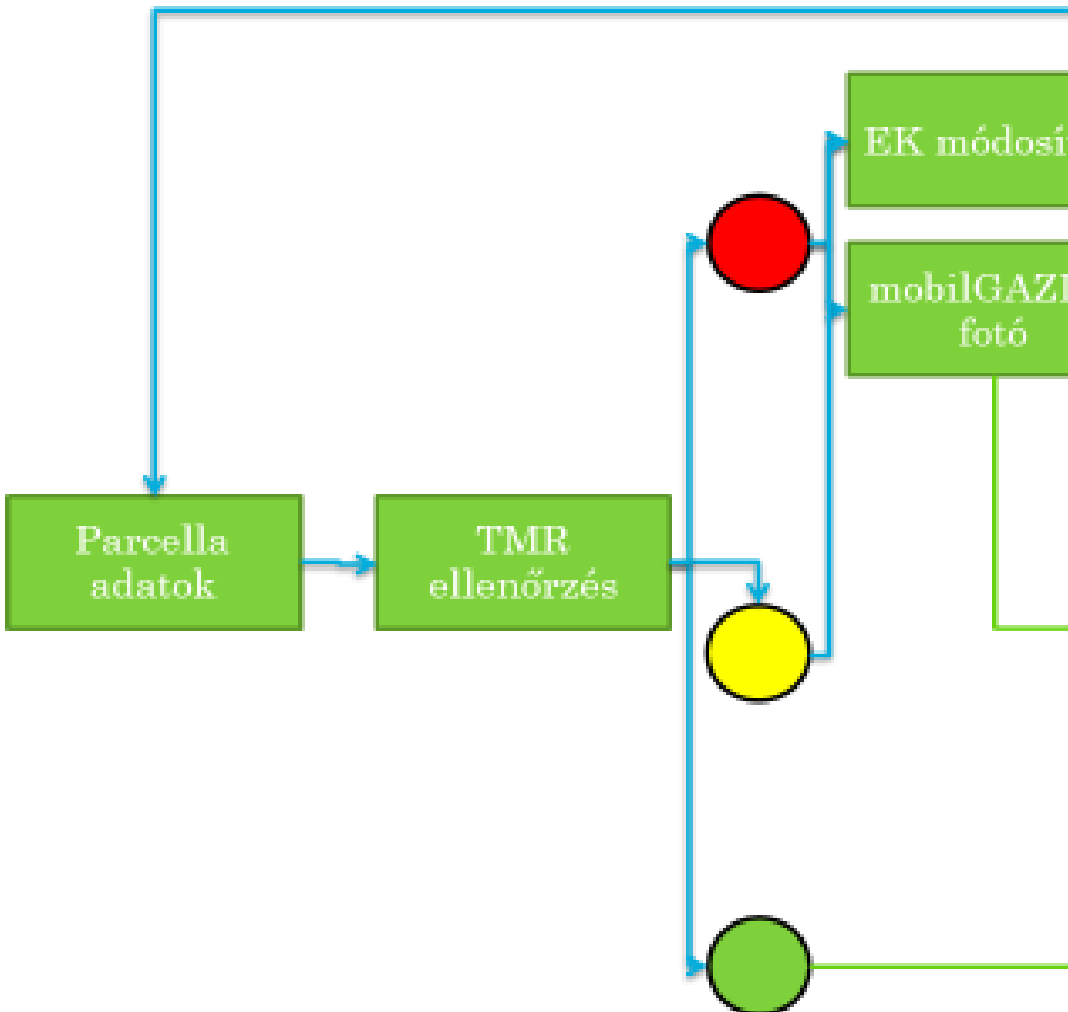 EK módosí
mobilGAZ
fotó
Parcella
adatok
TMR
ellenőrzés